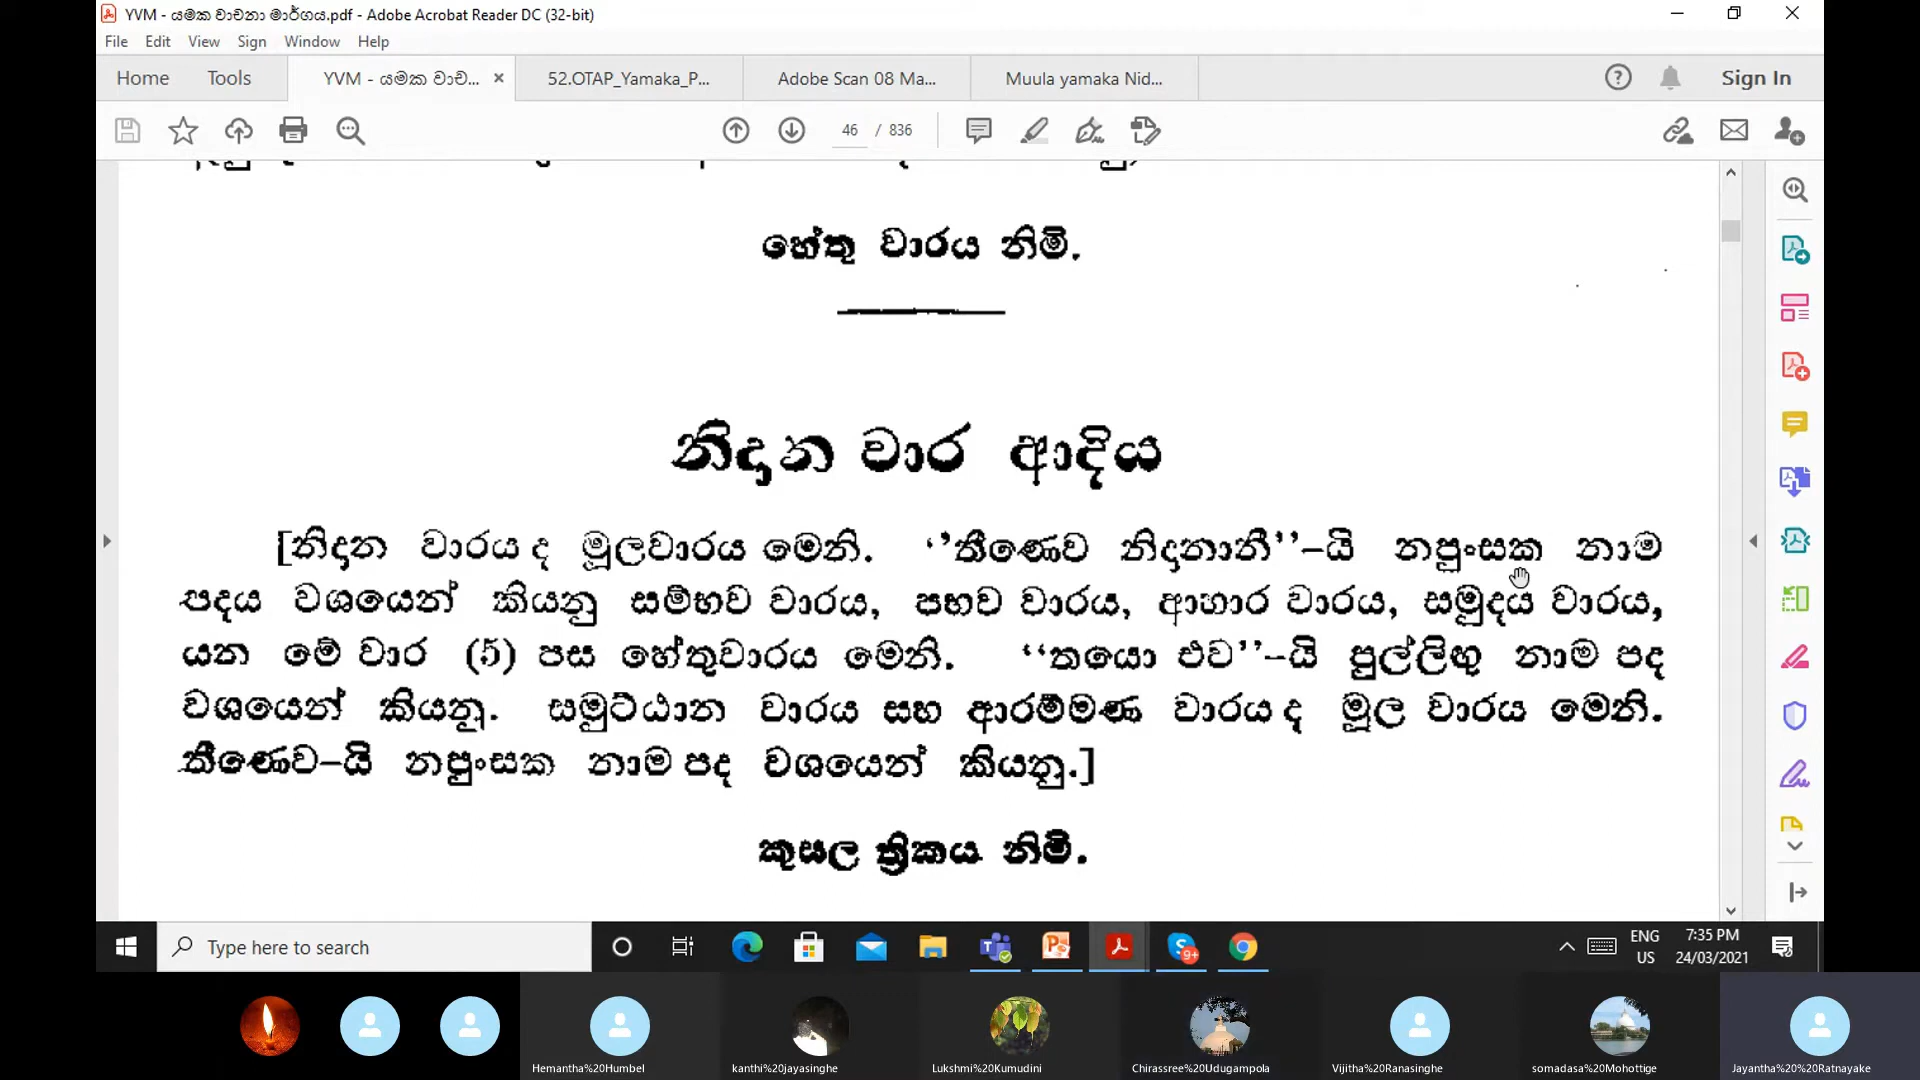 YVM - යමක වාචනා මාර්ගය.pdf - Adobe Acrobat Reader DC (32-bit)
File Edit View Sign Window Help
Home Tools YVM - යමක වාච... × 52.OTAP_Yamaka_P... Adobe Scan 08 Ma... Muula yamaka Nid... Sign In
46 / 836
හේතු වාරය නිමි.
නිදාන වාර ආදිය
[නිදාන වාරය ද මූලවාරය මෙනි. ‘’තීණෙව නිදානානි’’–යි නපුංසක නාම
පදය වශයෙන් කියනු සම්භව වාරය, පභව වාරය, ආහාර වාරය, සමුදය වාරය,
යන මේ වාර (5) පස හේතුවාරය මෙනි. ‘‘තයො එව’’–යි පුල්ලිඟු නාම පද
වශයෙන් කියනු. සමුට්ඨාන වාරය සහ ආරම්මණ වාරය ද මූල වාරය මෙනි.
තීණෙව–යි නපුංසක නාම පද වශයෙන් කියනු.]
කුසල ත්‍රිකය නිමි.
Type here to search
9+
ENG
US
7:35 PM
24/03/2021
Hemantha%20Humbel kanthi%20jayasinghe Lukshmi%20Kumudini Chirassree%20Udugampola Vijitha%20Ranasinghe somadasa%20Mohottige Jayantha%20%20Ratnayake